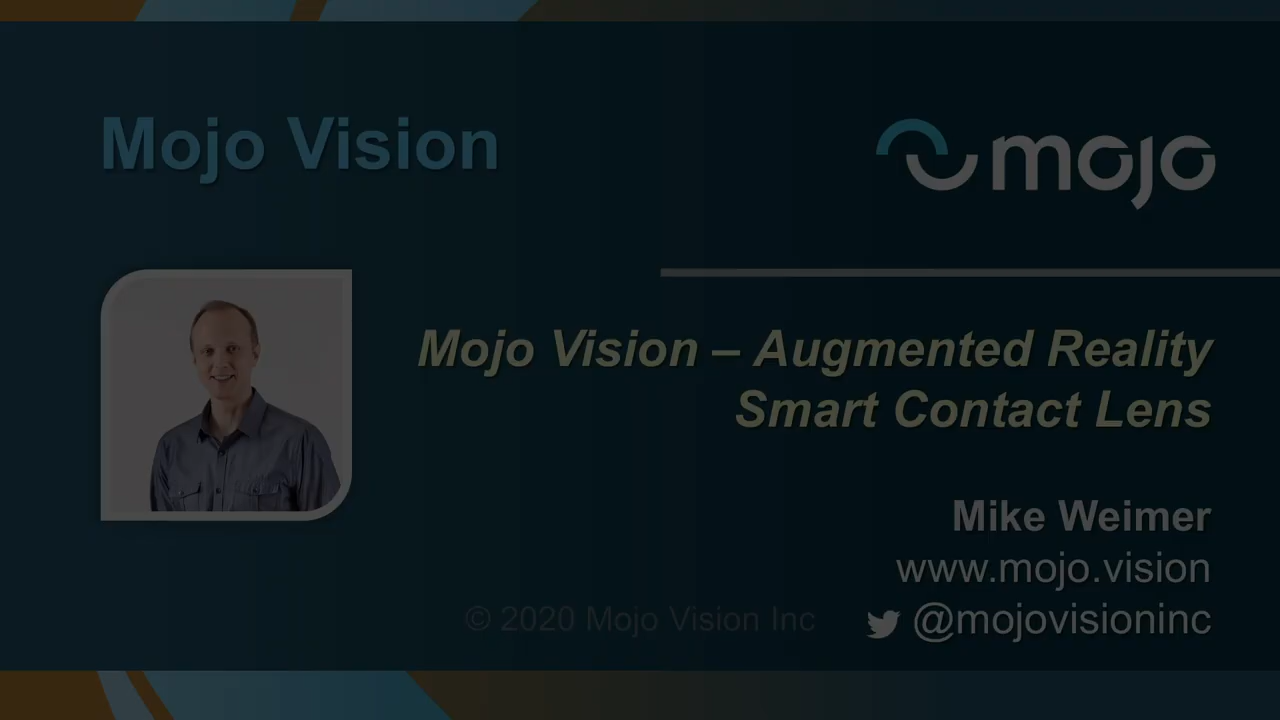 Mojo Vision
mojo
Mojo Vision – Augmented Reality
Smart Contact Lens
Mike Weimer
www.mojo.vision
© 2020 Mojo Vision Inc
@mojovisioninc